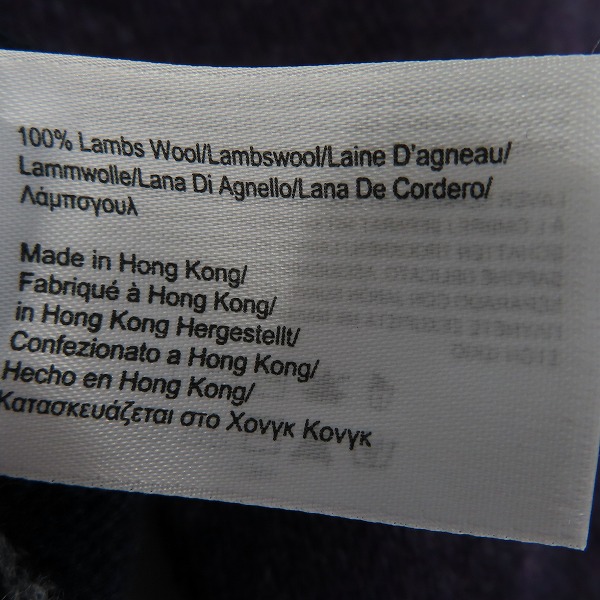 100% Lambs Wool/Lambswool/Laine D'agneau/
Lammwolle/Lana Di Agnello/Lana De Cordero/
Λάμπσγουλ
Made in Hong Kong/
Fabriqué à Hong Kong/
in Hong Kong Hergestellt/
Confezionato a Hong Kong/
Hecho en Hong Kong/
Κατασκευάζεται στο Χονγκ Κονγκ